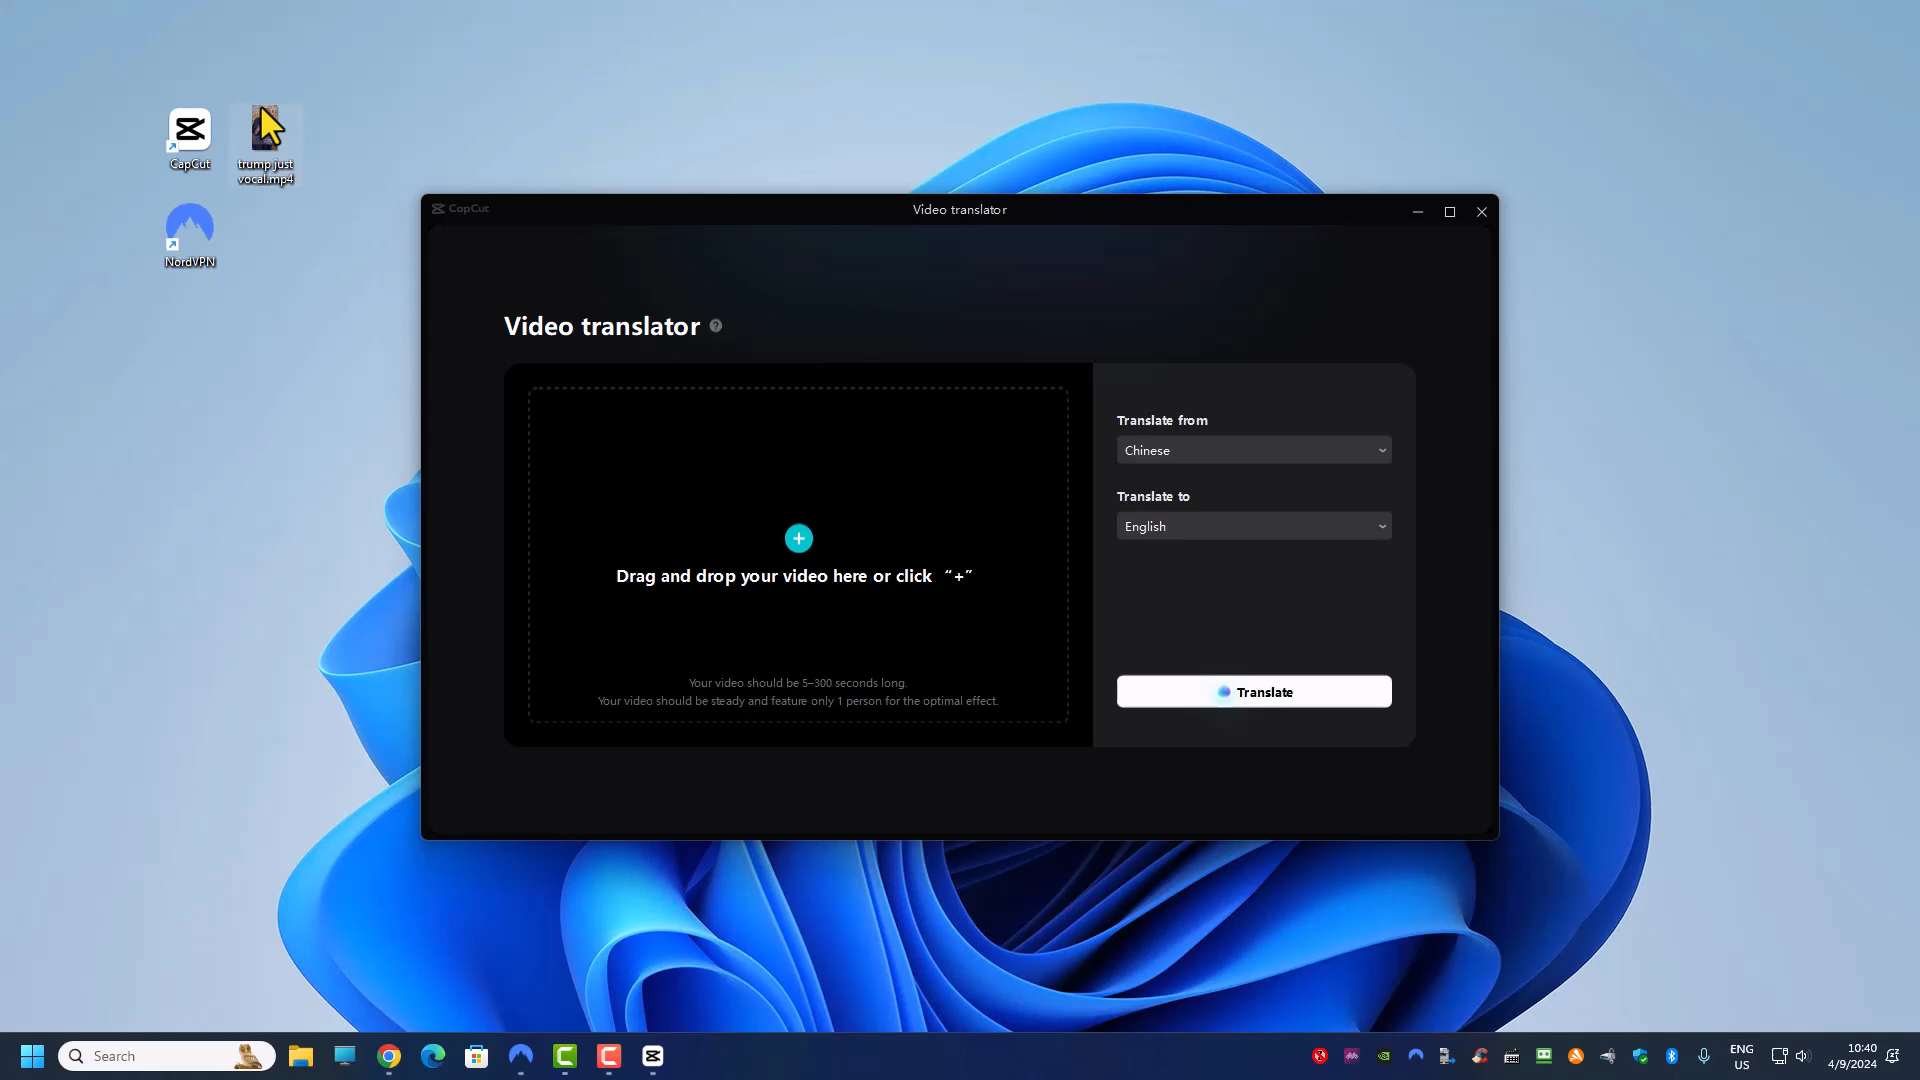 CapCut
trump just
vocal.mp4
NordVPN
CapCut
Video translator
Video translator
?
Drag and drop your video here or click “+”
Your video should be 5–300 seconds long.
Your video should be steady and feature only 1 person for the optimal effect.
Translate from
Chinese
Translate to
English
Translate
Search
ENG
US
10:40
4/9/2024